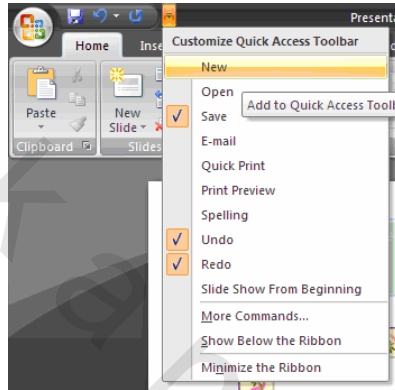 Present
Home Inse
Customize Quick Access Toolbar
New
Open
Add to Quick Access Toolb
Save
E-mail
Quick Print
Print Preview
Spelling
Undo
Redo
Slide Show From Beginning
More Commands...
Show Below the Ribbon
Minimize the Ribbon
Paste
New
Slide
Clipboard
Slides